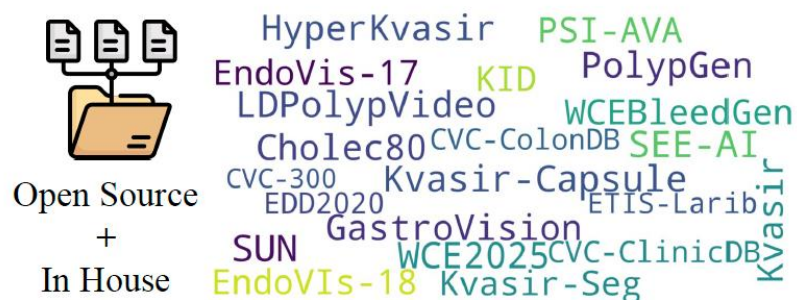 HyperKvasir PSI-AVA
EndoVis-17 KID PolypGen
LDPolypVideo WCEBleedGen
Cholec80 CVC-ColonDB SEE-AI
CVC-300 Kvasir-Capsule
EDD2020 ETIS-Larib
GastroVision
SUN WCE2025 CVC-ClinicDB
EndoVIs-18 Kvasir-Seg
Kvasir
Open Source
+
In House